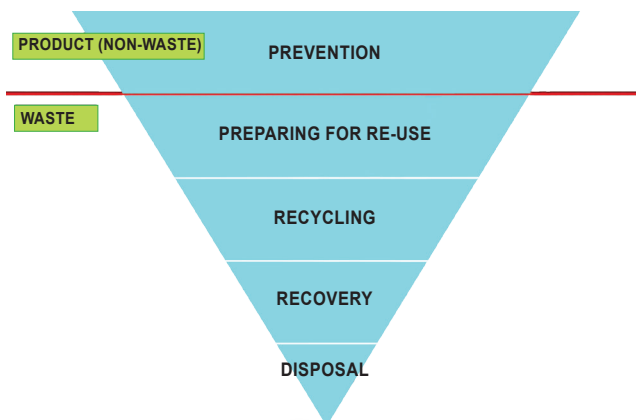 PRODUCT (NON-WASTE)
PREVENTION
WASTE
PREPARING FOR RE-USE
RECYCLING
RECOVERY
DISPOSAL